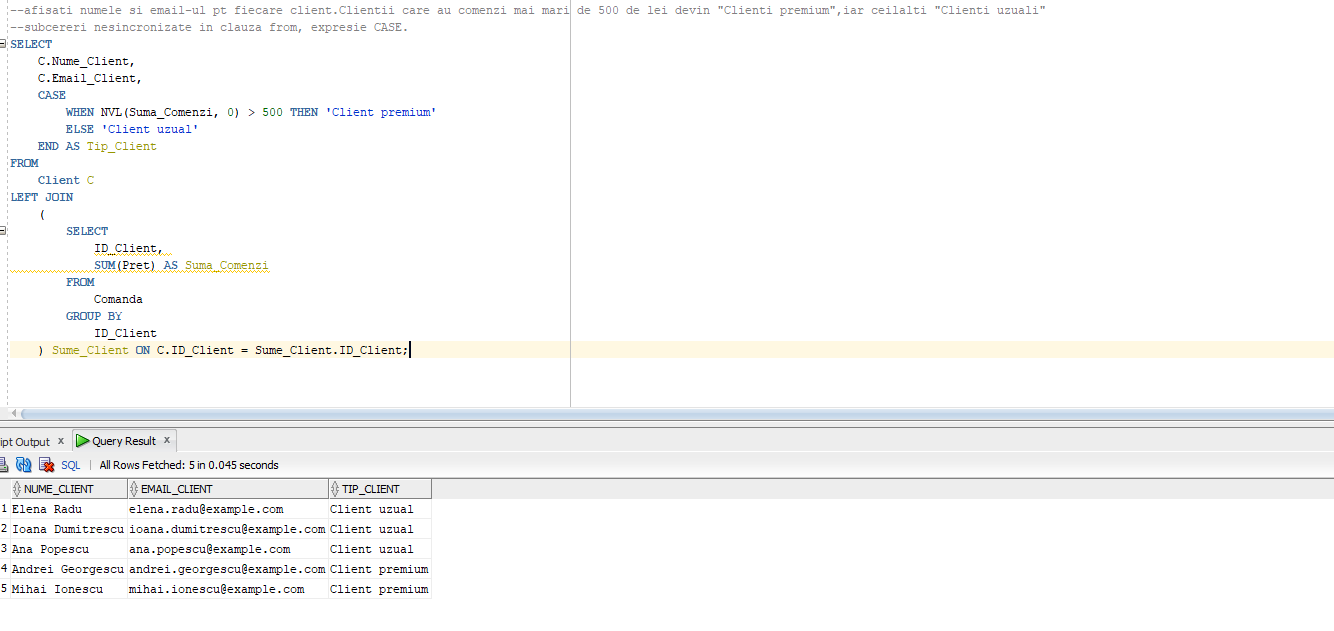 --afisati numele si email-ul pt fiecare client.Clientii care au comenzi mai mari de 500 de lei devin "Clienti premium",iar ceilalti "Clienti uzuali"
--subcereri nesincronizate in clauza from, expresie CASE.
SELECT
C.Nume_Client,
C.Email_Client,
CASE
WHEN NVL(Suma_Comenzi, 0) > 500 THEN 'Client premium'
ELSE 'Client uzual'
END AS Tip_Client
FROM
Client C
LEFT JOIN
(
SELECT
ID_Client,
SUM(Pret) AS Suma_Comenzi
FROM
Comanda
GROUP BY
ID_Client
) Sume_Client ON C.ID_Client = Sume_Client.ID_Client;
ipt Output x Query Result x
SQL | All Rows Fetched: 5 in 0.045 seconds
NUME_CLIENT EMAIL_CLIENT TIP_CLIENT
1 Elena Radu elena.radu@example.com Client uzual
2 Ioana Dumitrescu ioana.dumitrescu@example.com Client uzual
3 Ana Popescu ana.popescu@example.com Client uzual
4 Andrei Georgescu andrei.georgescu@example.com Client premium
5 Mihai Ionescu mihai.ionescu@example.com Client premium